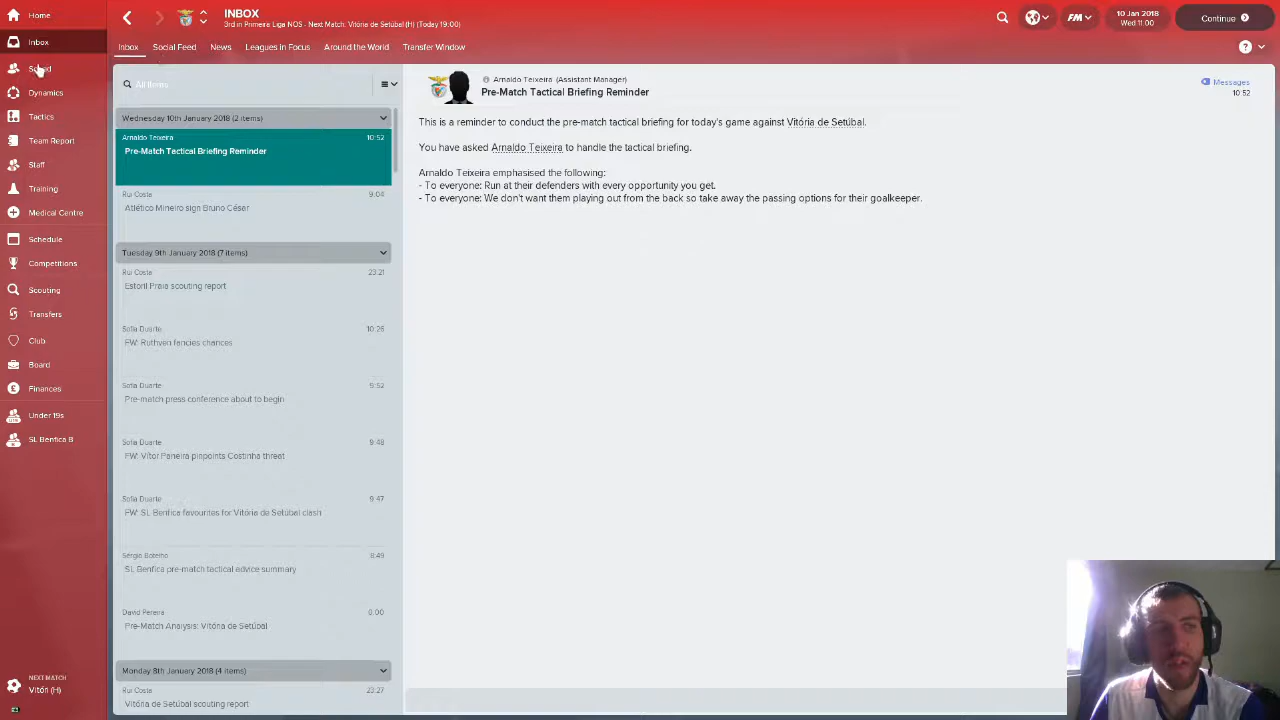 Home
Inbox
Squad
Dynamics
Tactics
Team Report
Staff
Training
Medical Centre
Schedule
Competitions
Scouting
Transfers
Club
Board
Finances
Under 19s
SL Benfica B
NEXT MATCH
Vitóri (H)
INBOX
3rd in Primeira Liga NOS - Next Match: Vitória de Setúbal (H) (Today 19:00)
FM
10 Jan 2018
Wed 11:00
Continue
Inbox Social Feed News Leagues in Focus Around the World Transfer Window
?
All Items
Wednesday 10th January 2018 (2 items)
Arnaldo Teixeira 10:52
Pre-Match Tactical Briefing Reminder
Rui Costa 9:04
Atlético Mineiro sign Bruno César
Tuesday 9th January 2018 (7 items)
Rui Costa 23:21
Estoril Praia scouting report
Sofia Duarte 10:26
FW: Ruthven fancies chances
Sofia Duarte 9:52
Pre-match press conference about to begin
Sofia Duarte 9:48
FW: Vítor Paneira pinpoints Costinha threat
Sofia Duarte 9:47
FW: SL Benfica favourites for Vitória de Setúbal clash
Sérgio Botelho 8:49
SL Benfica pre-match tactical advice summary
David Pereira 0:00
Pre-Match Analysis: Vitória de Setúbal
Monday 8th January 2018 (4 items)
Rui Costa 23:27
Vitória de Setúbal scouting report
Arnaldo Teixeira (Assistant Manager)
Pre-Match Tactical Briefing Reminder
Messages
10:52
This is a reminder to conduct the pre-match tactical briefing for today's game against Vitória de Setúbal.
You have asked Arnaldo Teixeira to handle the tactical briefing.
Arnaldo Teixeira emphasised the following:
- To everyone: Run at their defenders with every opportunity you get.
- To everyone: We don't want them playing out from the back so take away the passing options for their goalkeeper.